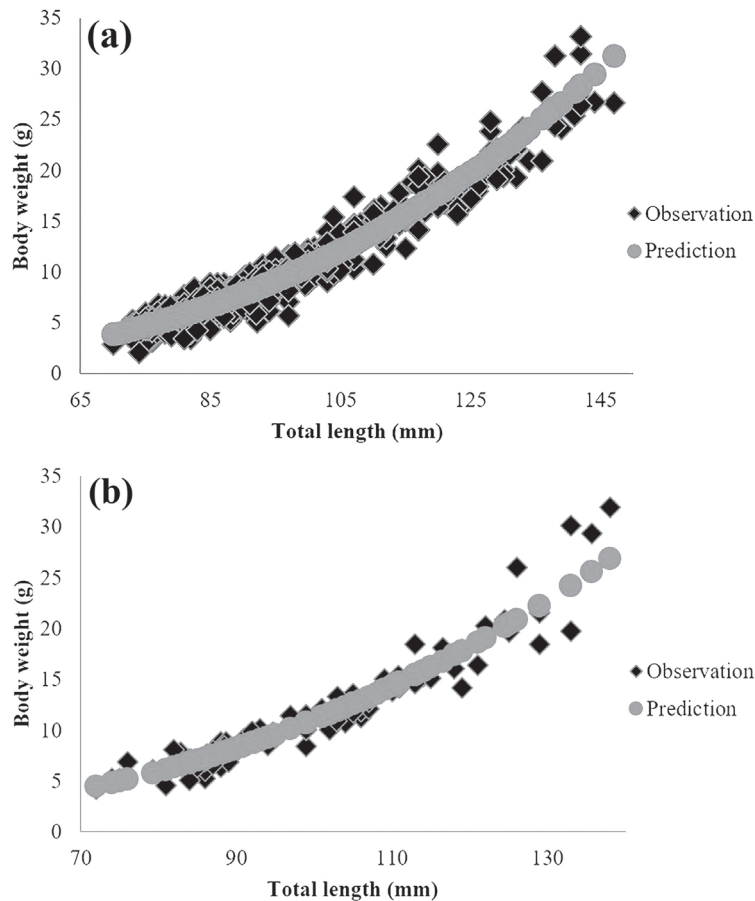 (a)
35
30
25
20
15
10
5
0
Body weight (g)
65 85 105 125 145
Total length (mm)
Observation
Prediction
(b)
35
30
25
20
15
10
5
0
Body weight (g)
70 90 110 130
Total length (mm)
Observation
Prediction